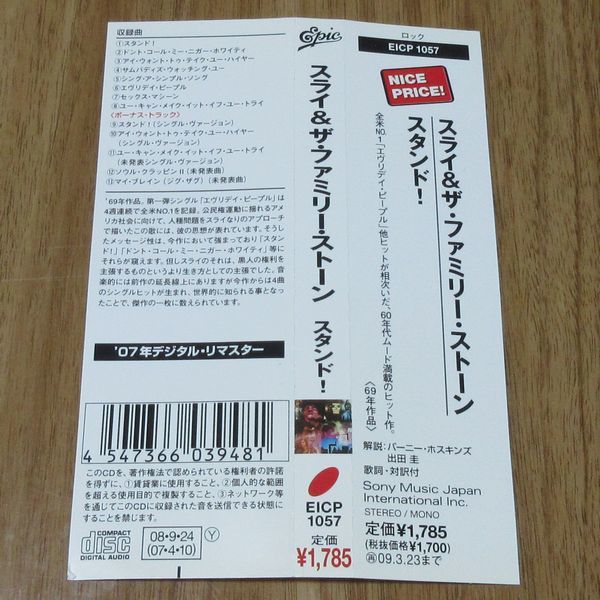 収録曲
①スタンド!
②ドント・コール・ミー・ニガー・ホワイティ
③アイ・ウォント・トゥ・テイク・ユー・ハイヤー
④サムバディズ・ウォッチング・ユー
⑤シング・ア・シンプル・ソング
⑥エヴリデイ・ピープル
⑦セックス・マシーン
⑧ユー・キャン・メイク・イット・イフ・ユー・トライ
〈ボーナス・トラック〉
⑨スタンド!(シングル・ヴァージョン)
⑩アイ・ウォント・トゥ・テイク・ユー・ハイヤー
(シングル・ヴァージョン)
⑪ユー・キャン・メイク・イット・イフ・ユー・トライ
(未発表シングル・ヴァージョン)
⑫ソウル・クラッピンⅡ(未発表曲)
⑬マイ・ブレイン(ジグ・ザグ)(未発表曲)
'69年作品。第一弾シングル「エヴリデイ・ピープル」は
4週連続で全米NO.1を記録。公民権運動に揺れるア
メリカ社会に向けて、人種問題をスライなりのアプローチ
で描いたこの歌には、彼の思想が表れています。そうし
たメッセージ性は、今作において強まっており「スタン
ド!」「ドント・コール・ミー・ニガー・ホワイティ」等に
それらが窺えます。但しスライのそれは、黒人の権利を
主張するものというより生き方としての主張でした。音
楽的には前作の延長線上にありますが今作からは4曲
のシングルヒットが生まれ、世界的に知られる事となっ
たことで、傑作の一枚に数えられています。
'07年デジタル・リマスター
4 547366 039481
このCDを、著作権法で認められている権利者の許諾
を得ずに、①賃貸業に使用すること、②個人的な範囲
を超える使用目的で複製すること、③ネットワーク等
を通じてこのCDに収録された音を送信できる状態に
することを禁じます。
COMPACT
disc
DIGITAL AUDIO
08・9・24
(07・4・10)
Y
Epic
スライ&ザ・ファミリー・ストーン スタンド!
EICP
1057
定価
¥1,785
ロック
EICP 1057
NICE
PRICE!
スライ&ザ・ファミリー・ストーン
スタンド!
全米NO.1「エヴリデイ・ピープル」他ヒットが相次いだ、60年代ムード満載のヒット作。
〈69年作品〉
解説:バーニー・ホスキンズ
出田 圭
歌詞・対訳付
Sony Music Japan
International Inc.
STEREO / MONO
定価¥1,785
(税抜価格¥1,700)
再09.3.23まで